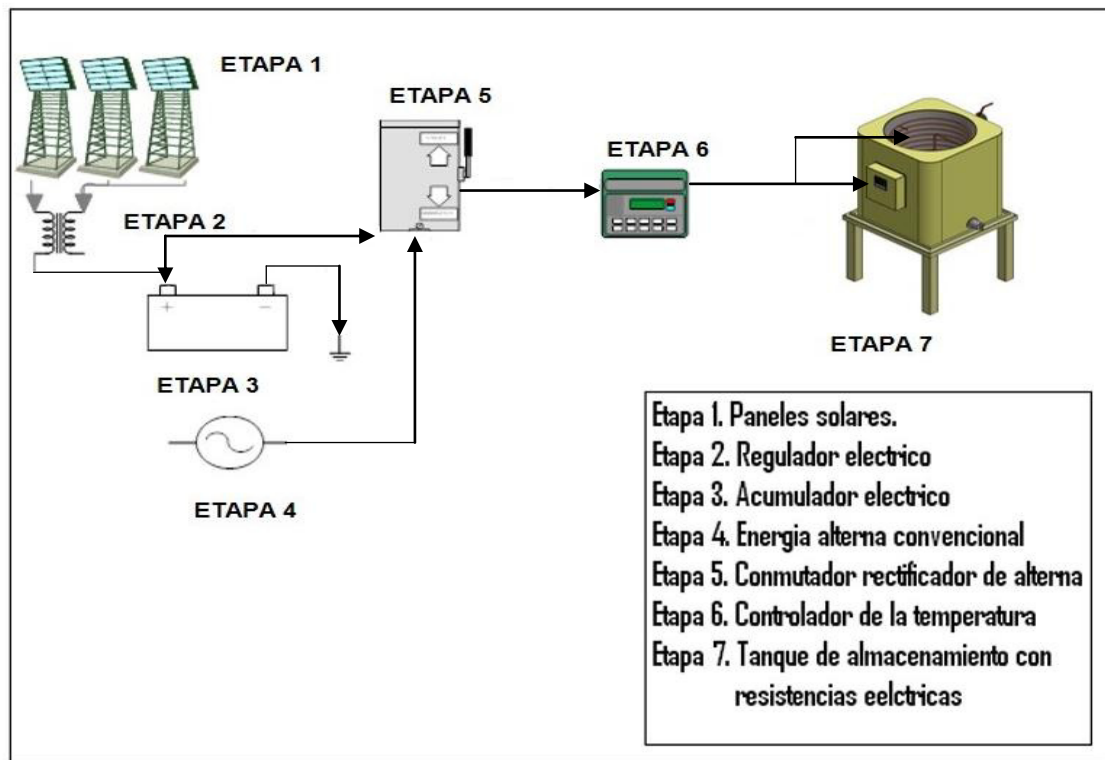 ETAPA 1
ETAPA 5
ETAPA 6
ETAPA 2
+ −
ETAPA 7
ETAPA 3
ETAPA 4
Etapa 1. Paneles solares.
Etapa 2. Regulador electrico
Etapa 3. Acumulador electrico
Etapa 4. Energia alterna convencional
Etapa 5. Conmutador rectificador de alterna
Etapa 6. Controlador de la temperatura
Etapa 7. Tanque de almacenamiento con
resistencias eelctricas